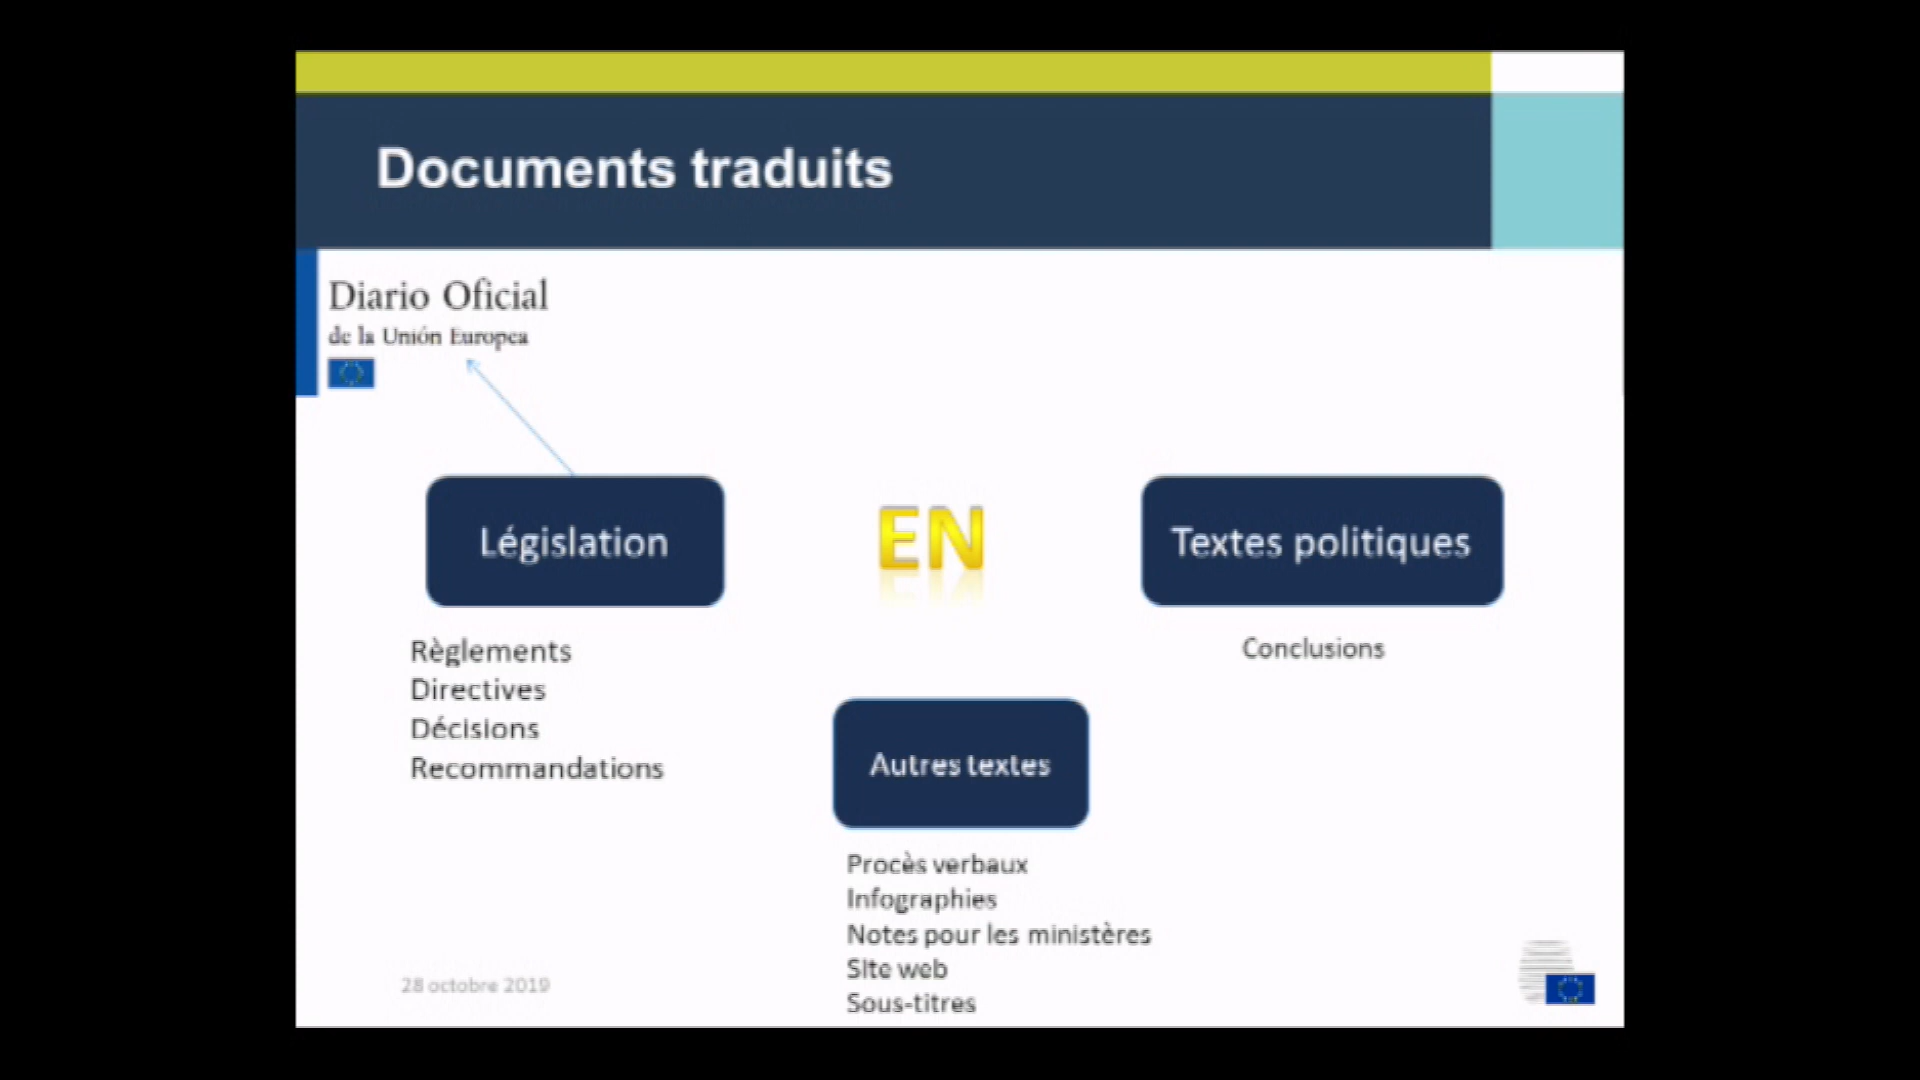 Documents traduits
Diario Oficial
de la Unión Europea
Législation
EN
Textes politiques
Règlements
Directives
Décisions
Recommandations
Conclusions
Autres textes
Procès verbaux
Infographies
Notes pour les ministères
Site web
Sous-titres
28 octobre 2019